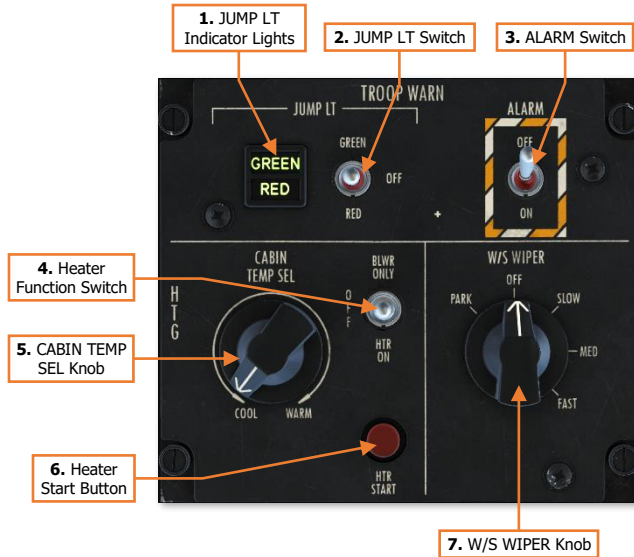 1. JUMP LT
Indicator Lights
2. JUMP LT Switch
3. ALARM Switch
TROOP WARN
JUMP LT
ALARM
GREEN
OFF
GREEN
RED
OFF
RED
ON
4. Heater
Function Switch
CABIN
TEMP SEL
BLWR
ONLY
W/S WIPER
OFF
HTG
OFF
PARK
SLOW
HTR
ON
MED
5. CABIN TEMP
SEL Knob
COOL
WARM
FAST
6. Heater
Start Button
HTR
START
7. W/S WIPER Knob